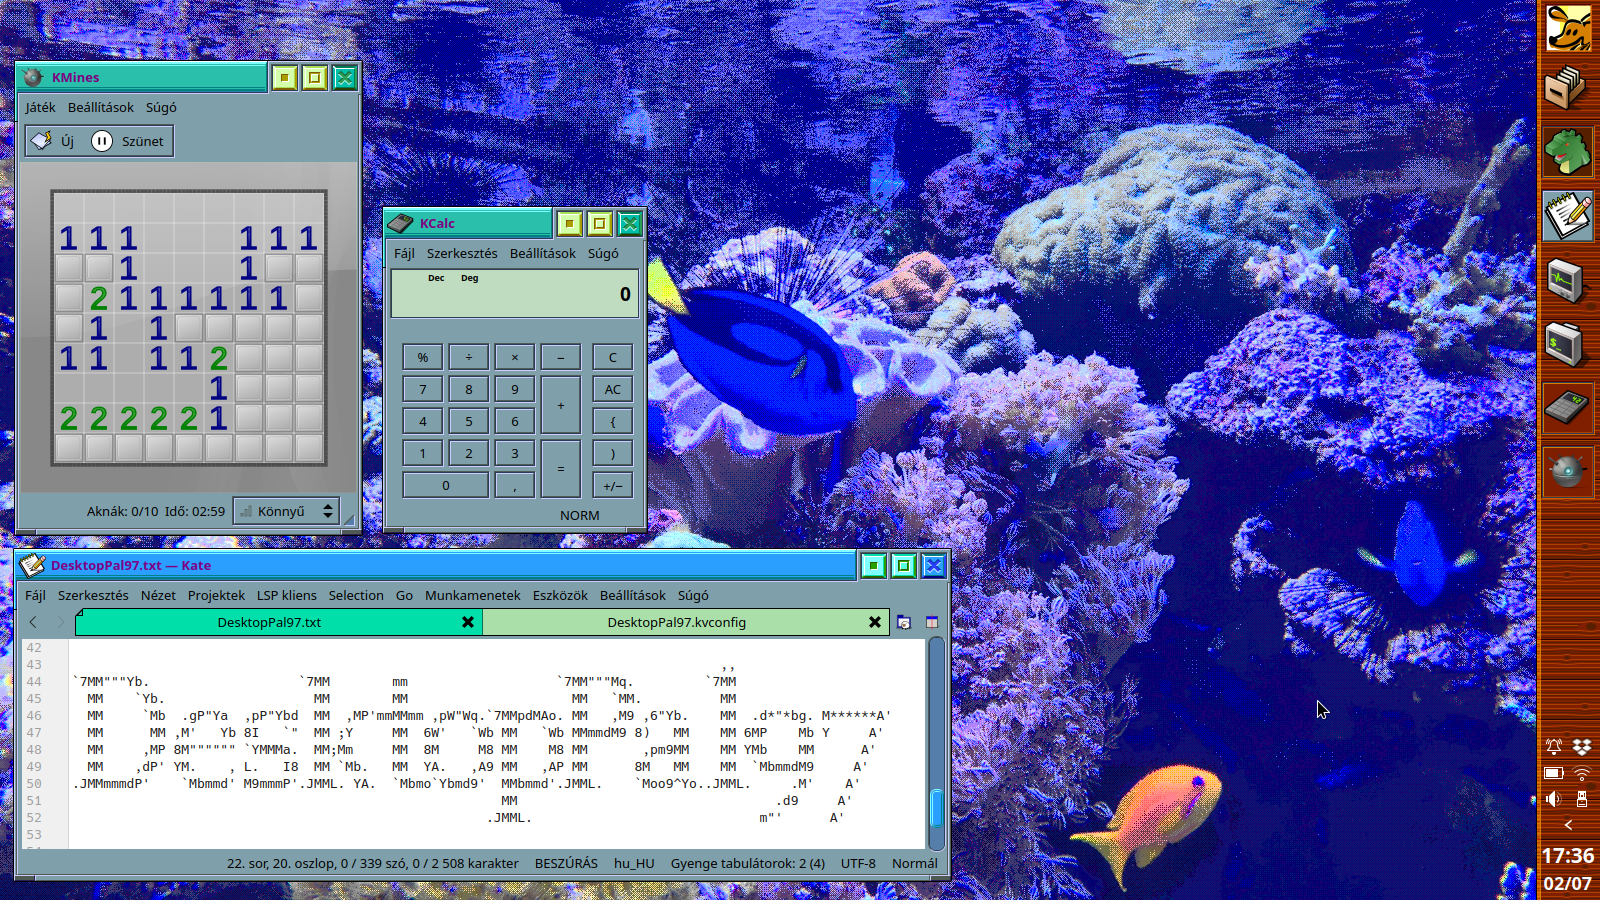 KMines
Játék Beállítások Súgó
Új Szünet
1 1 1 1 1 1
1 1
2 1 1 1 1 1 1
1 1
1 1 1 1 2
1
2 2 2 2 2 1
Aknák: 0/10 Idő: 02:59 Könnyű
KCalc
Fájl Szerkesztés Beállítások Súgó
Dec Deg
0
% ÷ × − C
7 8 9 AC
+
4 5 6 (
1 2 3 )
=
0 , +/−
NORM
DesktopPal97.txt — Kate
Fájl Szerkesztés Nézet Projektek LSP kliens Selection Go Munkamenetek Eszközök Beállítások Súgó
DesktopPal97.txt DesktopPal97.kvconfig
42
43 ,,
44 `7MM"""Yb. `7MM mm `7MM"""Mq. `7MM
45 MM `Yb. MM MM MM `MM. MM
46 MM `Mb .gP"Ya ,pP"Ybd MM ,MP'mmMMmm ,pW"Wq.`7MMpdMAo. MM ,M9 ,6"Yb. MM .d*"*bg. M******A'
47 MM MM ,M' Yb 8I `" MM ;Y MM 6W' `Wb MM `Wb MMmmdM9 8) MM MM 6MP Mb Y A'
48 MM ,MP 8M"""""" `YMMMa. MM;Mm MM 8M M8 MM M8 MM ,pm9MM MM YMb MM A'
49 MM ,dP' YM. , L. I8 MM `Mb. MM YA. ,A9 MM ,AP MM 8M MM MM `MbmmdM9 A'
50 .JMMmmmdP' `Mbmmd' M9mmmP'.JMML. YA. `Mbmo`Ybmd9' MMbmmd'.JMML. `Moo9^Yo..JMML. .M' A'
51 MM .d9 A'
52 .JMML. m"' A'
53
22. sor, 20. oszlop, 0 / 339 szó, 0 / 2 508 karakter BESZÚRÁS hu_HU Gyenge tabulátorok: 2 (4) UTF-8 Normál
17:36
02/07